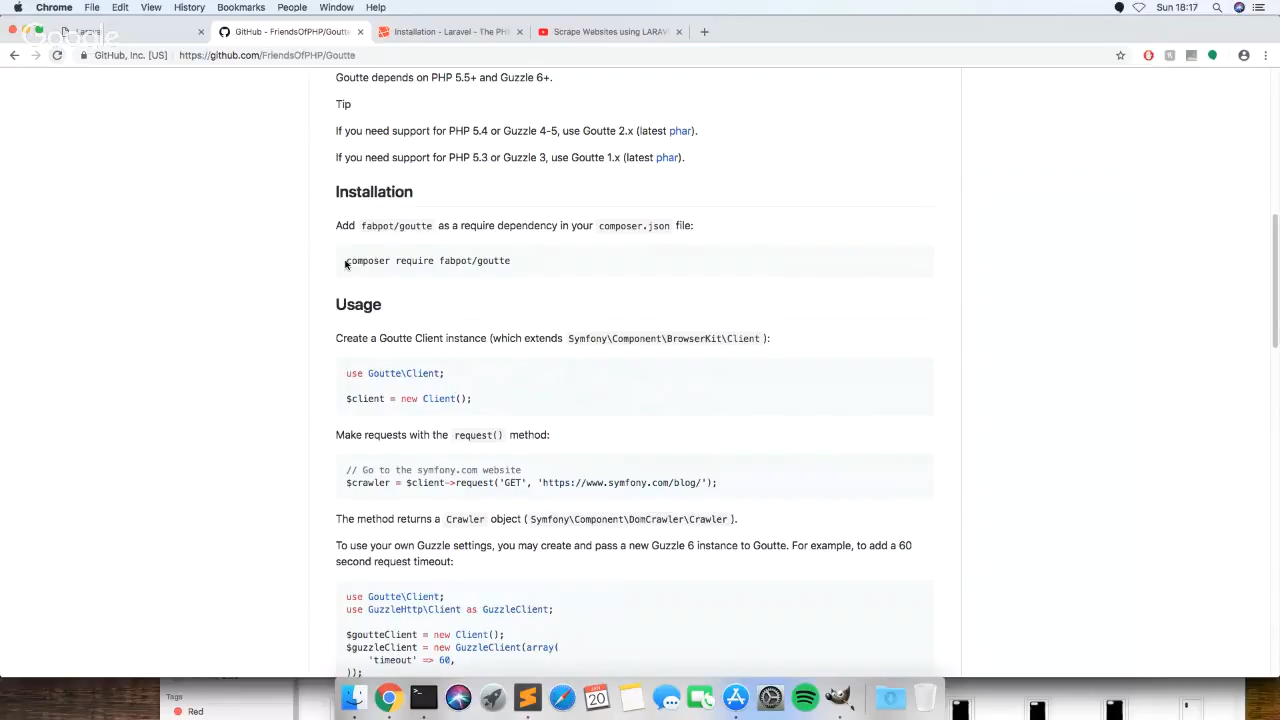 Chrome File Edit View History Bookmarks People Window Help Sun 18:17
Google
GitHub - FriendsOfPHP/Goutte × Installation - Laravel - The PH × Scrape Websites using LARAV × +
GitHub, Inc. [US] https://github.com/FriendsOfPHP/Goutte
Goutte depends on PHP 5.5+ and Guzzle 6+.
Tip
If you need support for PHP 5.4 or Guzzle 4-5, use Goutte 2.x (latest phar).
If you need support for PHP 5.3 or Guzzle 3, use Goutte 1.x (latest phar).
Installation
Add fabpot/goutte as a require dependency in your composer.json file:
composer require fabpot/goutte
Usage
Create a Goutte Client instance (which extends Symfony\Component\BrowserKit\Client ):
use Goutte\Client;
$client = new Client();
Make requests with the request() method:
// Go to the symfony.com website
$crawler = $client->request('GET', 'https://www.symfony.com/blog/');
The method returns a Crawler object ( Symfony\Component\DomCrawler\Crawler ).
To use your own Guzzle settings, you may create and pass a new Guzzle 6 instance to Goutte. For example, to add a 60
second request timeout:
use Goutte\Client;
use GuzzleHttp\Client as GuzzleClient;
$goutteClient = new Client();
$guzzleClient = new GuzzleClient(array(
'timeout' => 60,
));
JAN
20
Tags
Red